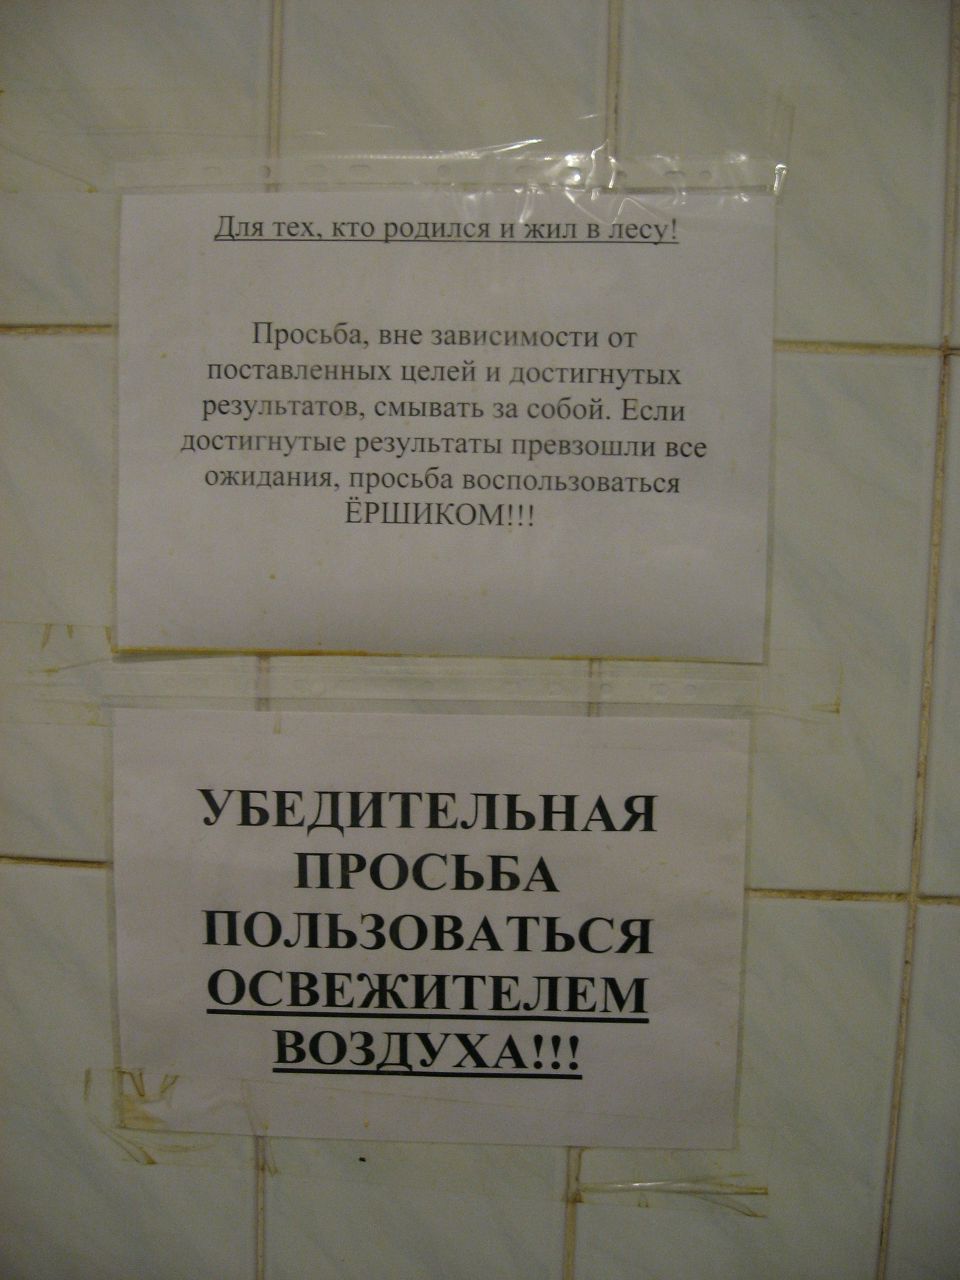 Для тех, кто родился и жил в лесу!
Просьба, вне зависимости от
поставленных целей и достигнутых
результатов, смывать за собой. Если
достигнутые результаты превзошли все
ожидания, просьба воспользоваться
ЁРШИКОМ!!!
УБЕДИТЕЛЬНАЯ
ПРОСЬБА
ПОЛЬЗОВАТЬСЯ
ОСВЕЖИТЕЛЕМ
ВОЗДУХА!!!